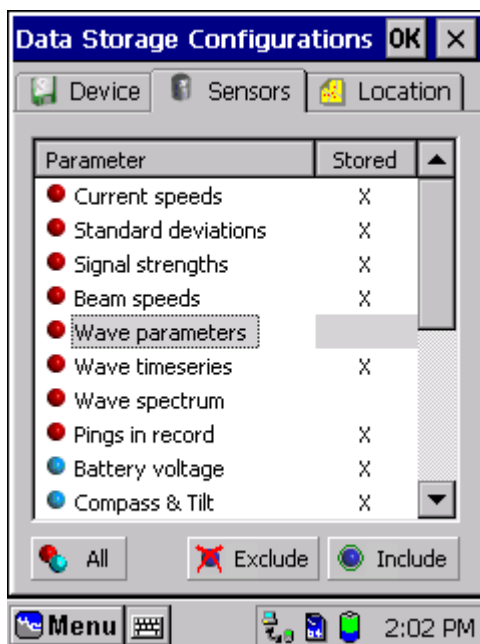 Data Storage Configurations OK ×
Device Sensors Location
Parameter Stored
Current speeds X
Standard deviations X
Signal strengths X
Beam speeds X
Wave parameters
Wave timeseries X
Wave spectrum
Pings in record X
Battery voltage X
Compass & Tilt X
All Exclude Include
Menu 2:02 PM